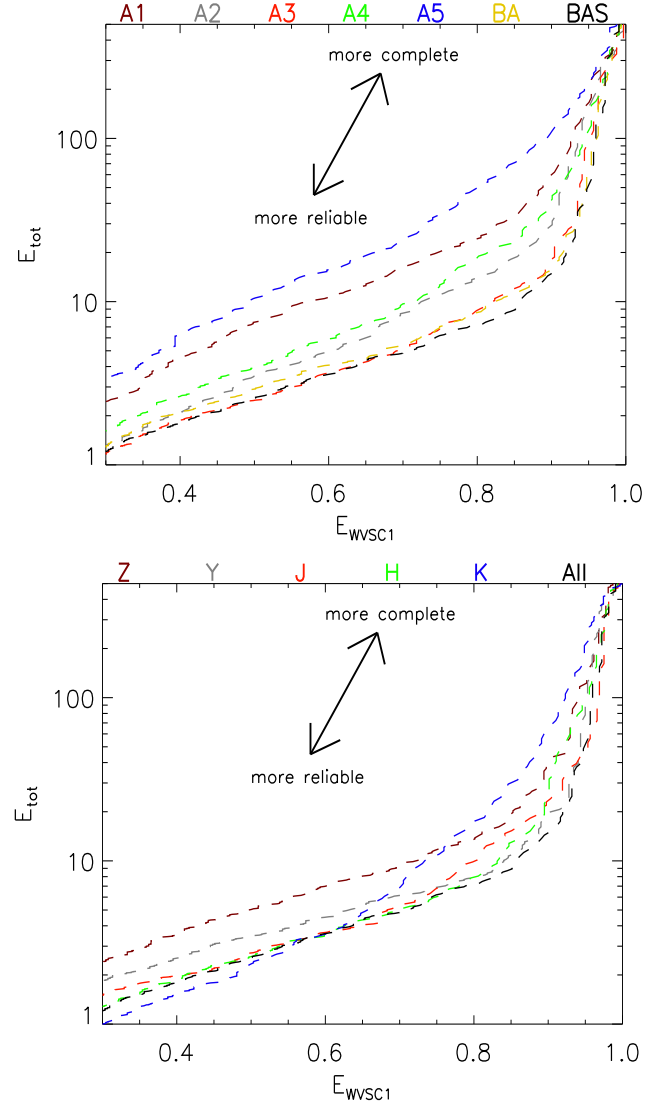 A1 A2 A3 A4 A5 BA BAS
more complete
100
more reliable
E_tot
10
1
0.4 0.6 0.8 1.0
E_WVSC1
Z Y J H K All
more complete
100
more reliable
E_tot
10
1
0.4 0.6 0.8 1.0
E_WVSC1